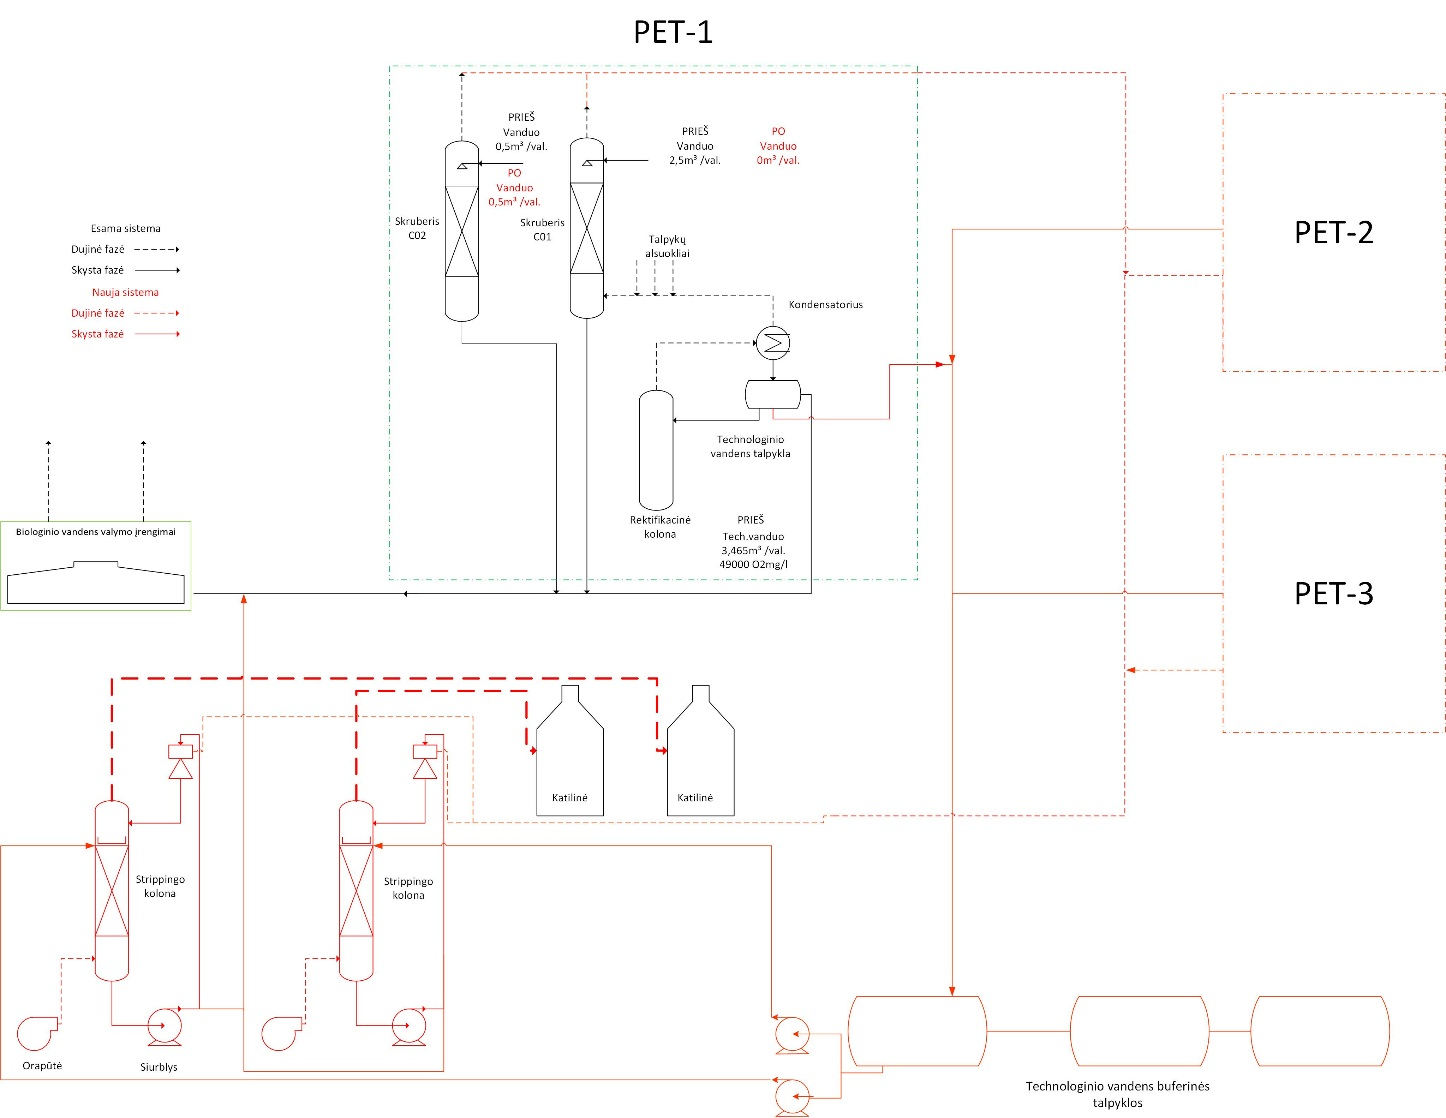 PET-1
PRIEŠ
Vanduo
0,5m³ /val.
PO
Vanduo
0,5m³ /val.
PRIEŠ
Vanduo
2,5m³ /val.
PO
Vanduo
0m³ /val.
Skruberis
C02
Skruberis
C01
Talpykų
alsuokliai
Kondensatorius
Technologinio
vandens talpykla
Rektifikacinė
kolona
PRIEŠ
Tech.vanduo
3,465m³ /val.
49000 O2mg/l
PET-2
PET-3
Esama sistema
Dujinė fazė
Skysta fazė
Nauja sistema
Dujinė fazė
Skysta fazė
Biologinio vandens valymo įrengimai
Katilinė
Katilinė
Strippingo
kolona
Strippingo
kolona
Orapūtė
Siurblys
Technologinio vandens buferinės
talpyklos